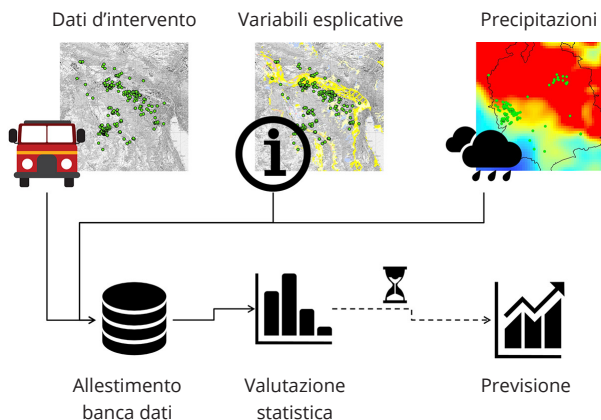 Dati d’intervento
Variabili esplicative
Precipitazioni
Allestimento
banca dati
Valutazione
statistica
Previsione